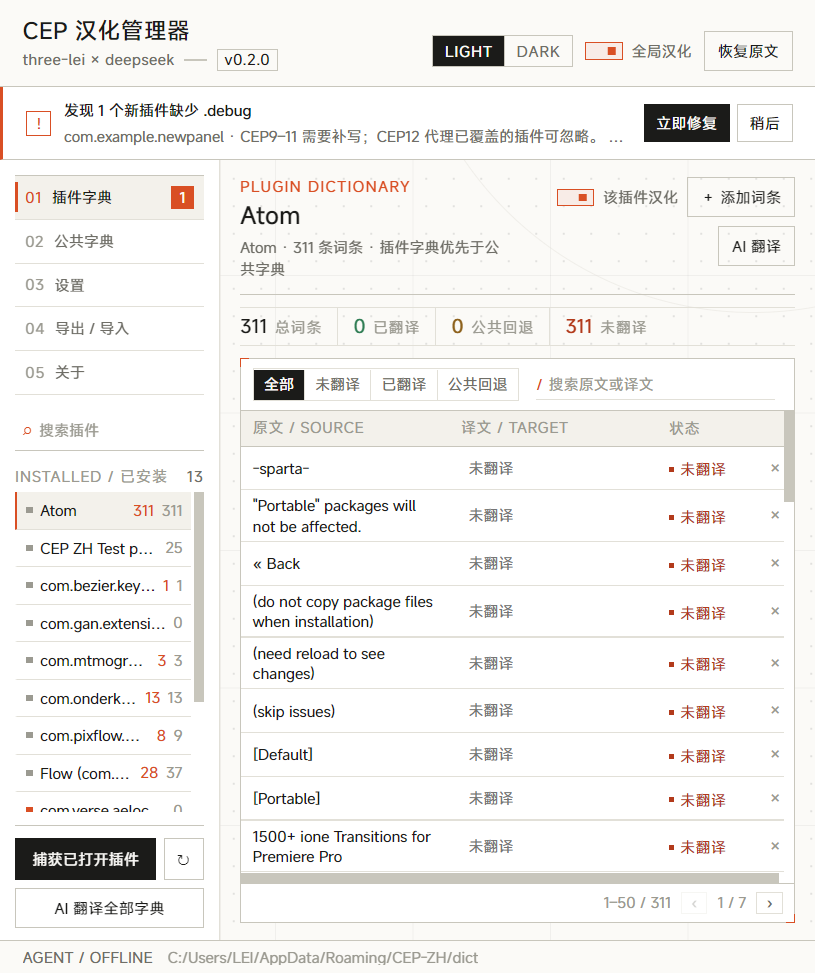 CEP 汉化管理器
three-lei × deepseek —— v0.2.0
LIGHT DARK 全局汉化 恢复原文
! 发现 1 个新插件缺少 .debug
com.example.newpanel · CEP9–11 需要补写；CEP12 代理已覆盖的插件可忽略。 ...
立即修复 稍后
01 插件字典 1
02 公共字典
03 设置
04 导出 / 导入
05 关于
搜索插件
INSTALLED / 已安装 13
Atom 311 311
CEP ZH Test p... 25
com.bezier.key... 1 1
com.gan.extensi... 0
com.mtmogr... 3 3
com.onderk... 13 13
com.pixflow.... 8 9
Flow (com.... 28 37
com.verse.aeloc 0
捕获已打开插件 ↻
AI 翻译全部字典
PLUGIN DICTIONARY
Atom
Atom · 311 条词条 · 插件字典优先于公
共字典
该插件汉化 + 添加词条
AI 翻译
311 总词条 0 已翻译 0 公共回退 311 未翻译
全部 未翻译 已翻译 公共回退 / 搜索原文或译文
原文 / SOURCE 译文 / TARGET 状态
-sparta- 未翻译 未翻译 ×
"Portable" packages will
not be affected. 未翻译 未翻译 ×
« Back 未翻译 未翻译 ×
(do not copy package files
when installation) 未翻译 未翻译 ×
(need reload to see
changes) 未翻译 未翻译 ×
(skip issues) 未翻译 未翻译 ×
[Default] 未翻译 未翻译 ×
[Portable] 未翻译 未翻译 ×
1500+ ione Transitions for
Premiere Pro 未翻译 未翻译 ×
1–50 / 311 ‹ 1 / 7 ›
AGENT / OFFLINE C:/Users/LEI/AppData/Roaming/CEP-ZH/dict